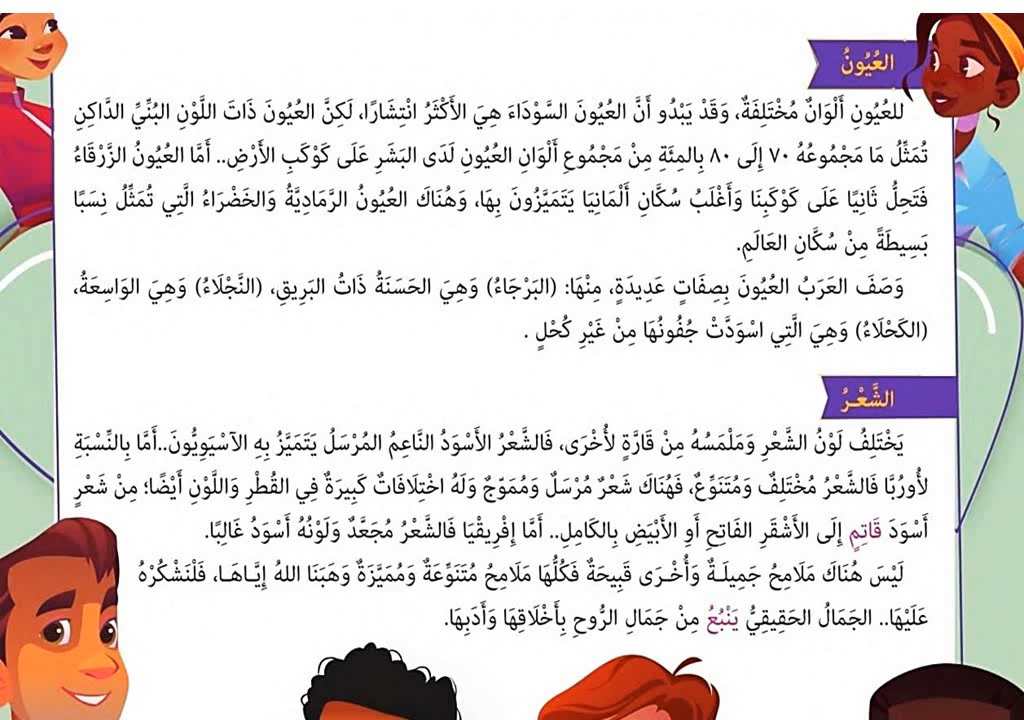 العُيُونُ
للعُيُونِ أَلْوَانٌ مُخْتَلِفَةٌ، وَقَدْ يَبْدُو أَنَّ العُيُونَ السَّوْدَاءَ هِيَ الأَكْثَرُ انْتِشَارًا، لَكِنَّ العُيُونَ ذَاتَ اللَّوْنِ البُنِّيِّ الدَّاكِنِ
تُمَثِّلُ مَا مَجْمُوعُهُ ٧٠ إِلَى ٨٠ بِالمِئَةِ مِنْ مَجْمُوعِ أَلْوَانِ العُيُونِ لَدَى البَشَرِ عَلَى كَوْكَبِ الأَرْضِ.. أَمَّا العُيُونُ الزَّرْقَاءُ
فَتَحِلُّ ثَانِيًا عَلَى كَوْكَبِنَا وَأَغْلَبُ سُكَّانِ أَلْمَانِيَا يَتَمَيَّزُونَ بِهَا، وَهُنَاكَ العُيُونُ الرَّمَادِيَّةُ وَالخَضْرَاءُ الَّتِي تُمَثِّلُ نِسَبًا
بَسِيطَةً مِنْ سُكَّانِ العَالَمِ.
وَصَفَ العَرَبُ العُيُونَ بِصِفَاتٍ عَدِيدَةٍ، مِنْهَا: (البَرْجَاءُ) وَهِيَ الحَسَنَةُ ذَاتُ البَرِيقِ، (النَّجْلَاءُ) وَهِيَ الوَاسِعَةُ،
(الكَحْلَاءُ) وَهِيَ الَّتِي اسْوَدَّتْ جُفُونُهَا مِنْ غَيْرِ كُحْلٍ .
الشَّعْرُ
يَخْتَلِفُ لَوْنُ الشَّعْرِ وَمَلْمَسُهُ مِنْ قَارَّةٍ لأُخْرَى، فَالشَّعْرُ الأَسْوَدُ النَّاعِمُ المُرْسَلُ يَتَمَيَّزُ بِهِ الآسْيَوِيُّونَ..أَمَّا بِالنِّسْبَةِ
لأُورُبَّا فَالشَّعْرُ مُخْتَلِفٌ وَمُتَنَوِّعٌ، فَهُنَاكَ شَعْرٌ مُرْسَلٌ وَمُمَوَّجٌ وَلَهُ اخْتِلَافَاتٌ كَبِيرَةٌ فِي القُطْرِ وَاللَّوْنِ أَيْضًا؛ مِنْ شَعْرٍ
أَسْوَدَ قَاتِمٍ إِلَى الأَشْقَرِ الفَاتِحِ أَوِ الأَبْيَضِ بِالكَامِلِ.. أَمَّا إِفْرِيقْيَا فَالشَّعْرُ مُجَعَّدٌ وَلَوْنُهُ أَسْوَدُ غَالِبًا.
لَيْسَ هُنَاكَ مَلَامِحُ جَمِيلَةٌ وَأُخْرَى قَبِيحَةٌ فَكُلُّهَا مَلَامِحُ مُتَنَوِّعَةٌ وَمُمَيَّزَةٌ وَهَبَنَا اللهُ إِيَّاهَا، فَلْنَشْكُرْهُ
عَلَيْهَا.. الجَمَالُ الحَقِيقِيُّ يَنْبُعُ مِنْ جَمَالِ الرُّوحِ بِأَخْلَاقِهَا وَأَدَبِهَا.